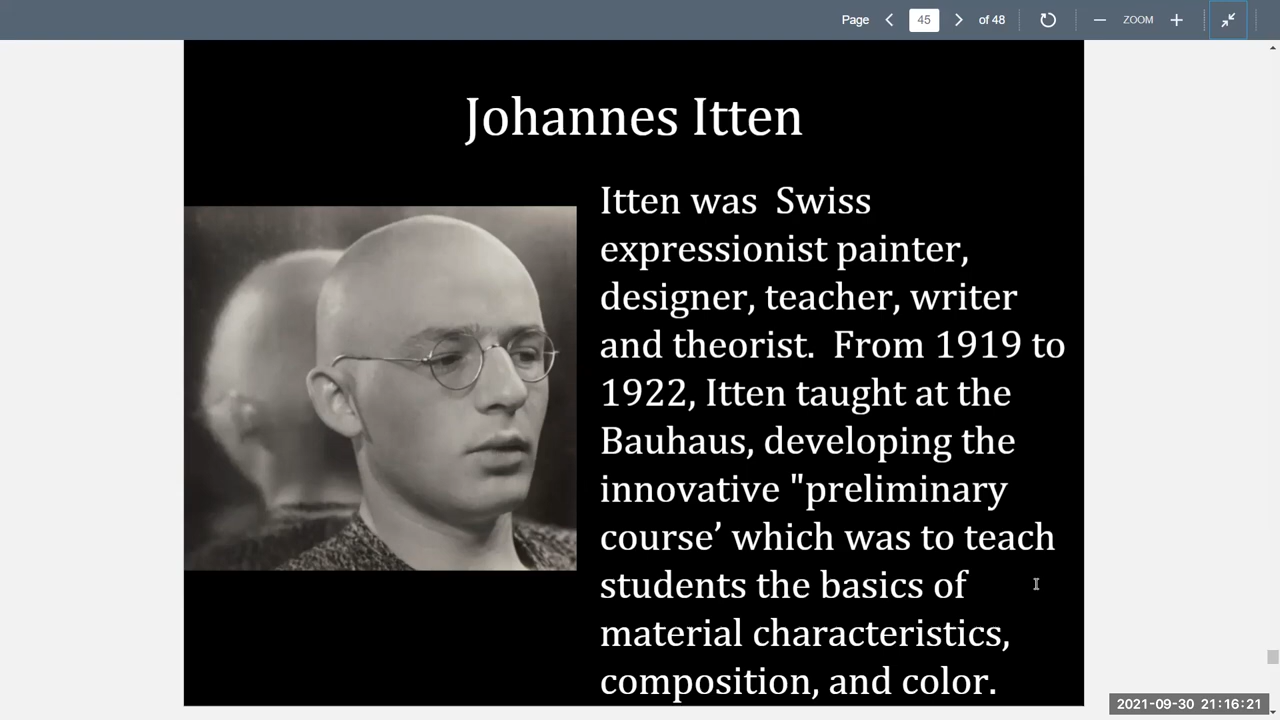 Page 45 of 48 ZOOM
Johannes Itten
Itten was  Swiss
expressionist painter,
designer, teacher, writer
and theorist.  From 1919 to
1922, Itten taught at the
Bauhaus, developing the
innovative "preliminary
course’ which was to teach
students the basics of
material characteristics,
composition, and color.
2021-09-30 21:16:21